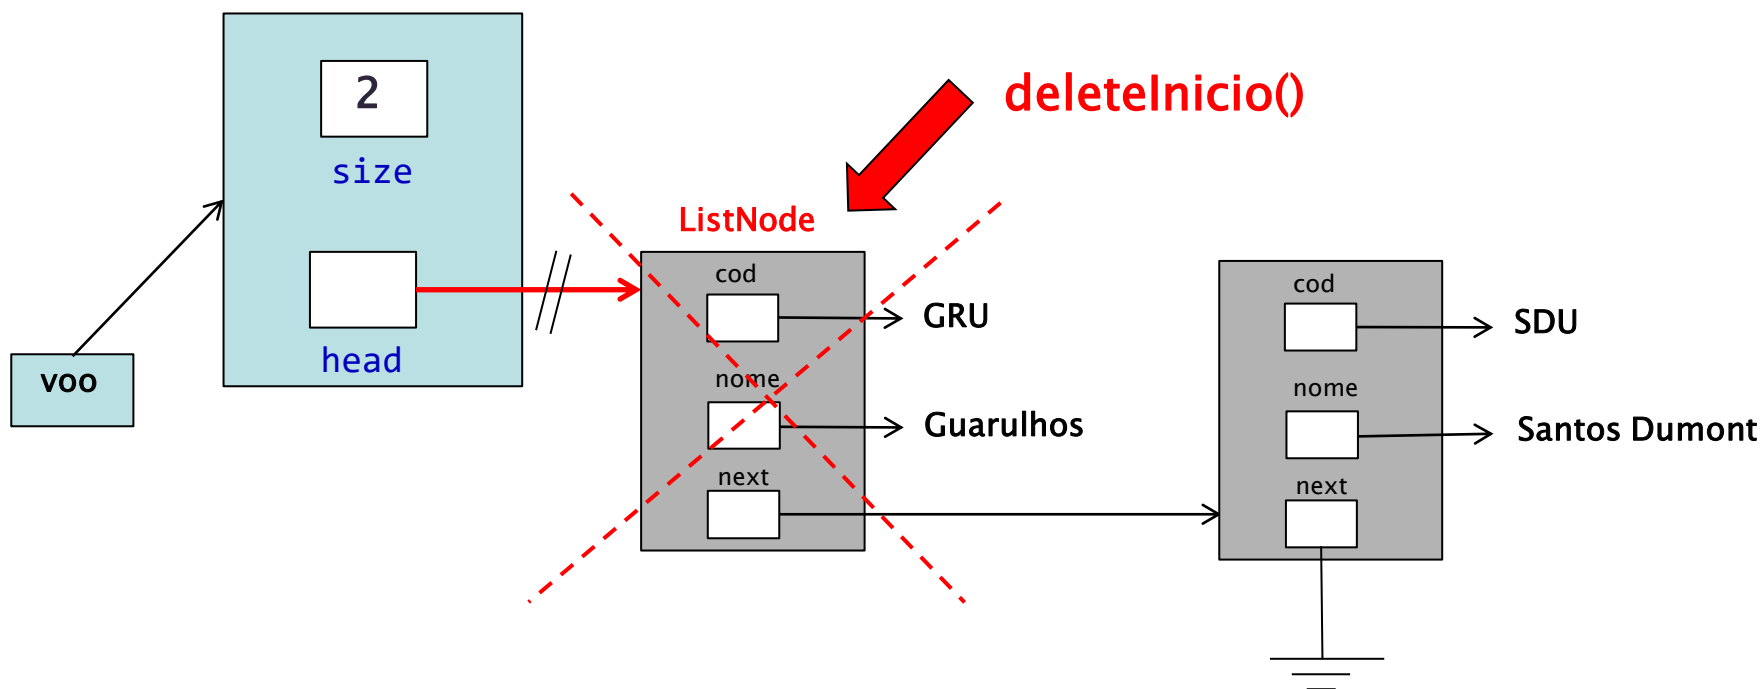 2
size
head
voo
deleteInicio()
ListNode
cod
GRU
nome
Guarulhos
next
cod
SDU
nome
Santos Dumont
next